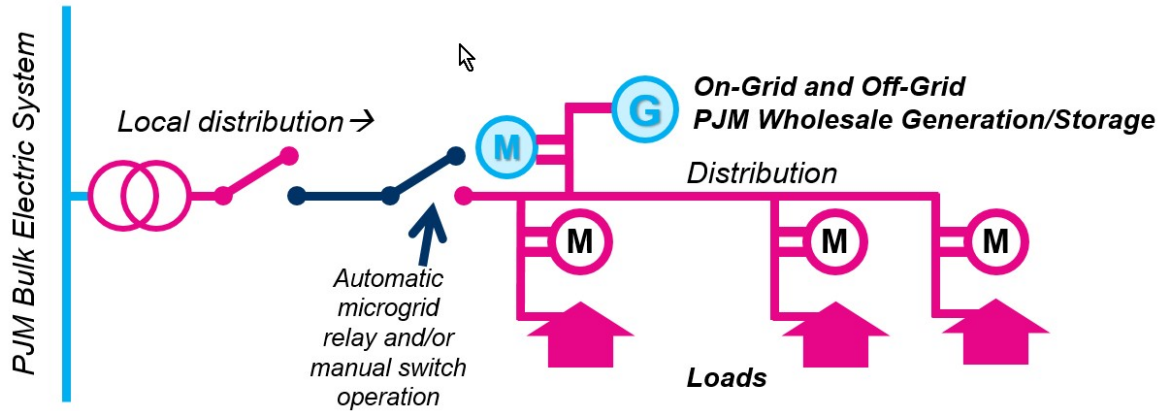 PJM Bulk Electric System
Local distribution →
M
G
On-Grid and Off-Grid
PJM Wholesale Generation/Storage
Distribution
M
M
M
Automatic
microgrid
relay and/or
manual switch
operation
Loads